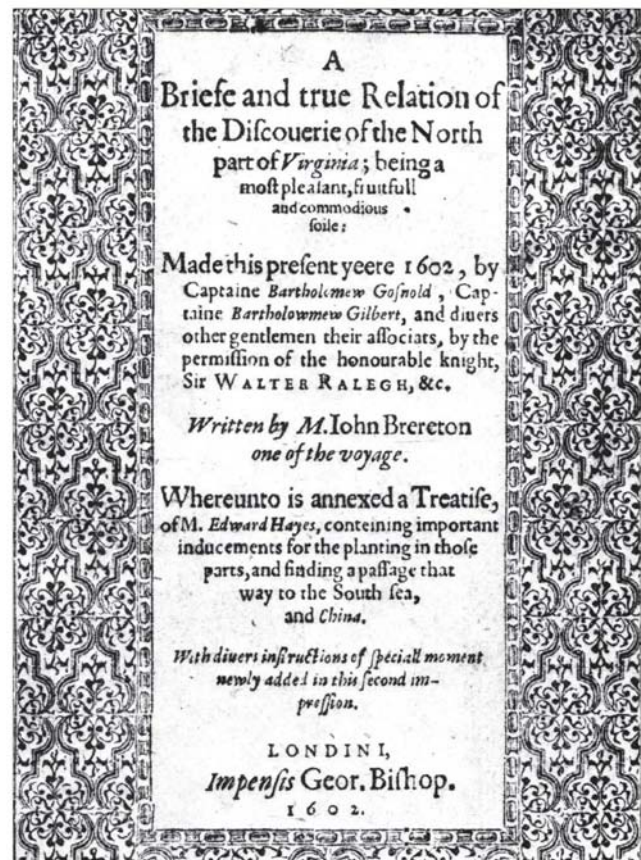 A
Briefe and true Relation of
the Diſcouerie of the North
part of Virginia; being a
moſt pleaſant, fruitfull
and commodious
ſoile:
Made this preſent yeere 1602, by
Captaine Bartholomew Goſnold, Cap-
taine Bartholowmew Gilbert, and diuers
other gentlemen their aſſociats, by the
permiſſion of the honourable knight,
Sir WALTER RALEGH, &c.
Written by M. Iohn Brereton
one of the voyage.
Whereunto is annexed a Treatiſe,
of M. Edward Hayes, conteining important
inducements for the planting in thoſe
parts, and finding a paſſage that
way to the South ſea,
and China.
With diuers inſtructions of ſpeciall moment
newly added in this ſecond im-
preſſion.
LONDINI,
Impenſis Geor. Biſhop.
1602.